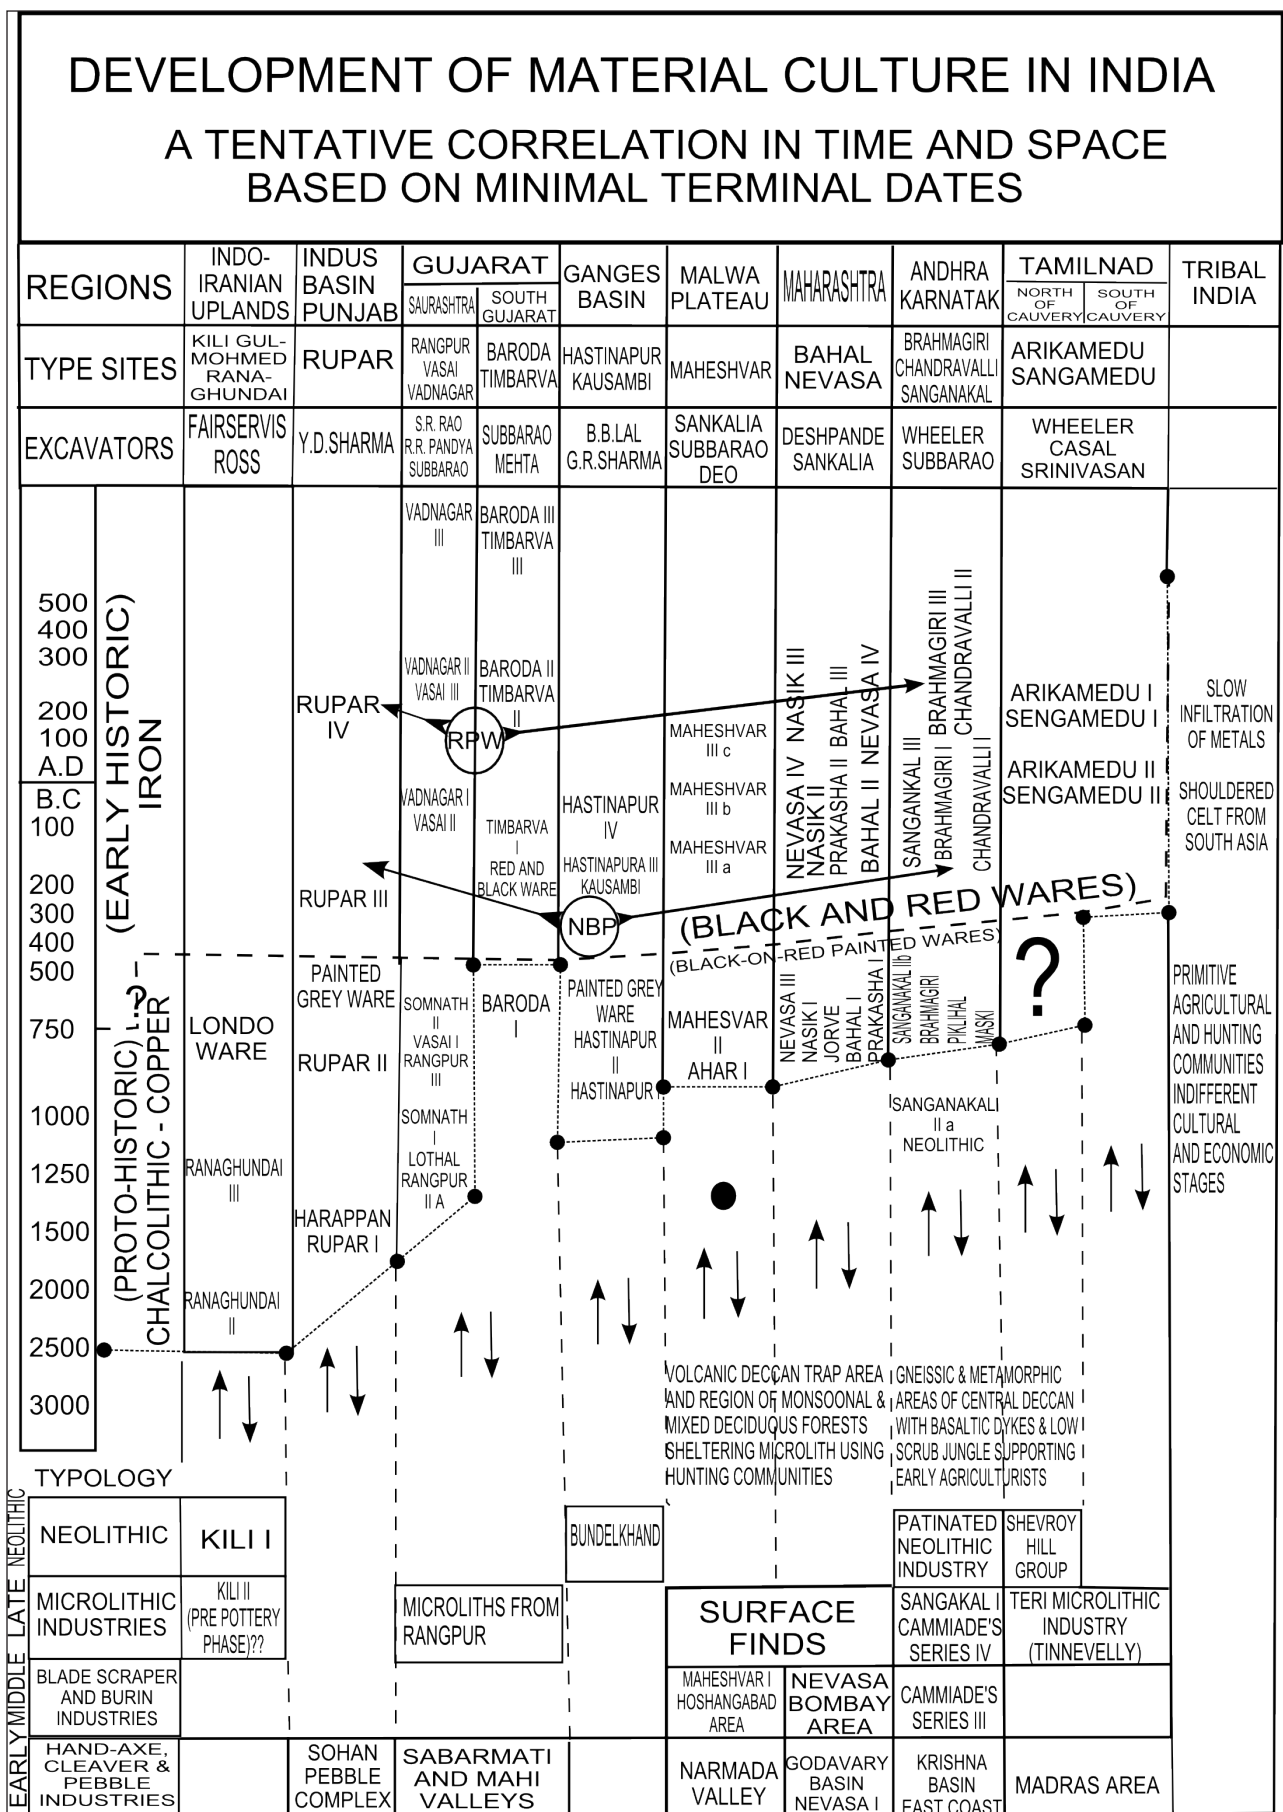 DEVELOPMENT OF MATERIAL CULTURE IN INDIA
A TENTATIVE CORRELATION IN TIME AND SPACE
BASED ON MINIMAL TERMINAL DATES
REGIONS
INDO-
IRANIAN
UPLANDS
INDUS
BASIN
PUNJAB
GUJARAT
SAURASHTRA
SOUTH
GUJARAT
GANGES
BASIN
MALWA
PLATEAU
MAHARASHTRA
ANDHRA
KARNATAK
TAMILNAD
NORTH
OF
CAUVERY
SOUTH
OF
CAUVERY
TRIBAL
INDIA
TYPE SITES
KILI GUL-
MOHMED
RANA-
GHUNDAI
RUPAR
RANGPUR
VASAI
VADNAGAR
BARODA
TIMBARVA
HASTINAPUR
KAUSAMBI
MAHESHVAR
BAHAL
NEVASA
BRAHMAGIRI
CHANDRAVALLI
SANGANAKAL
ARIKAMEDU
SANGAMEDU
EXCAVATORS
FAIRSERVIS
ROSS
Y.D.SHARMA
S.R. RAO
R.R. PANDYA
SUBBARAO
SUBBARAO
MEHTA
B.B.LAL
G.R.SHARMA
SANKALIA
SUBBARAO
DEO
DESHPANDE
SANKALIA
WHEELER
SUBBARAO
WHEELER
CASAL
SRINIVASAN
500
400
300
200
100
A.D
B.C
100
200
300
400
500
750
1000
1250
1500
2000
2500
3000
(EARLY HISTORIC)
IRON
?
(PROTO-HISTORIC)
CHALCOLITHIC - COPPER
LONDO
WARE
RANAGHUNDAI
III
RANAGHUNDAI
II
RUPAR
IV
RUPAR III
PAINTED
GREY WARE
RUPAR II
HARAPPAN
RUPAR I
VADNAGAR
III
VADNAGAR II
VASAI III
RPW
VADNAGAR I
VASAI II
SOMNATH
II
VASAI I
RANGPUR
III
SOMNATH
I
LOTHAL
RANGPUR
II A
BARODA III
TIMBARVA
III
BARODA II
TIMBARVA
II
TIMBARVA
I
RED AND
BLACK WARE
BARODA
I
HASTINAPUR
IV
HASTINAPURA III
KAUSAMBI
NBP
PAINTED GREY
WARE
HASTINAPUR
II
HASTINAPUR I
MAHESHVAR
III c
MAHESHVAR
III b
MAHESHVAR
III a
(BLACK AND RED WARES)
(BLACK-ON-RED PAINTED WARES)
MAHESVAR
II
AHAR I
NEVASA IV NASIK III
NASIK II
PRAKASHA II BAHAL III
BAHAL II NEVASA IV
NEVASA III
NASIK I
JORVE
BAHAL I
PRAKASHA I
SANGANKAL III
BRAHMAGIRI I BRAHMAGIRI III
CHANDRAVALLI II
CHANDRAVALLI I
SANGANAKAL IIb
BRAHMAGIRI
PIKLIHAL
MASKI
SANGANAKALI
II a
NEOLITHIC
ARIKAMEDU I
SENGAMEDU I
ARIKAMEDU II
SENGAMEDU II
?
SLOW
INFILTRATION
OF METALS
SHOULDERED
CELT FROM
SOUTH ASIA
PRIMITIVE
AGRICULTURAL
AND HUNTING
COMMUNITIES
INDIFFERENT
CULTURAL
AND ECONOMIC
STAGES
VOLCANIC DECCAN TRAP AREA
AND REGION OF MONSOONAL &
MIXED DECIDUOUS FORESTS
SHELTERING MICROLITH USING
HUNTING COMMUNITIES
GNEISSIC & METAMORPHIC
AREAS OF CENTRAL DECCAN
WITH BASALTIC DYKES & LOW
SCRUB JUNGLE SUPPORTING
EARLY AGRICULTURISTS
TYPOLOGY
EARLY MIDDLE LATE NEOLITHIC
NEOLITHIC
KILI I
BUNDELKHAND
PATINATED
NEOLITHIC
INDUSTRY
SHEVROY
HILL
GROUP
MICROLITHIC
INDUSTRIES
KILI II
(PRE POTTERY
PHASE)??
MICROLITHS FROM
RANGPUR
SURFACE
FINDS
SANGAKAL I
CAMMIADE'S
SERIES IV
TERI MICROLITHIC
INDUSTRY
(TINNEVELLY)
BLADE SCRAPER
AND BURIN
INDUSTRIES
MAHESHVAR I
HOSHANGABAD
AREA
NEVASA
BOMBAY
AREA
CAMMIADE'S
SERIES III
HAND-AXE,
CLEAVER &
PEBBLE
INDUSTRIES
SOHAN
PEBBLE
COMPLEX
SABARMATI
AND MAHI
VALLEYS
NARMADA
VALLEY
GODAVARY
BASIN
NEVASA I
KRISHNA
BASIN
EAST COAST
MADRAS AREA